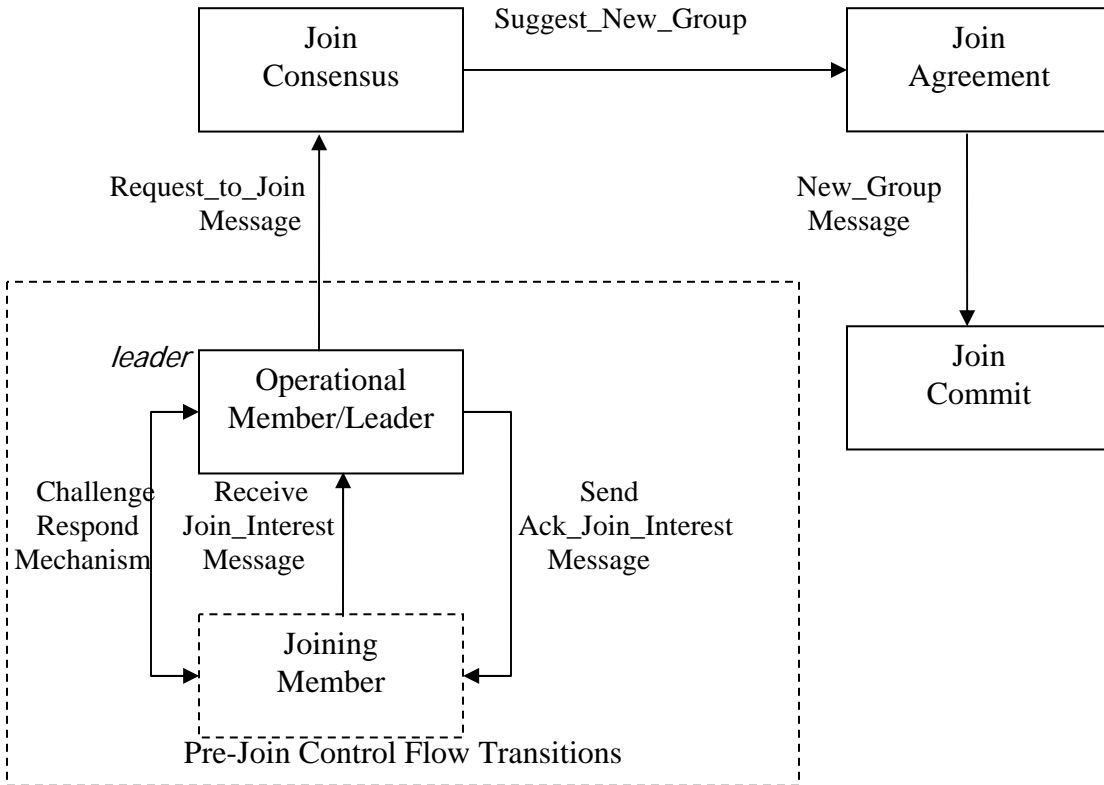 Suggest_New_Group
Join
Consensus
Join
Agreement
Request_to_Join
Message
New_Group
Message
leader
Operational
Member/Leader
Join
Commit
Challenge
Respond
Mechanism
Receive
Join_Interest
Message
Send
Ack_Join_Interest
Message
Joining
Member
Pre-Join Control Flow Transitions